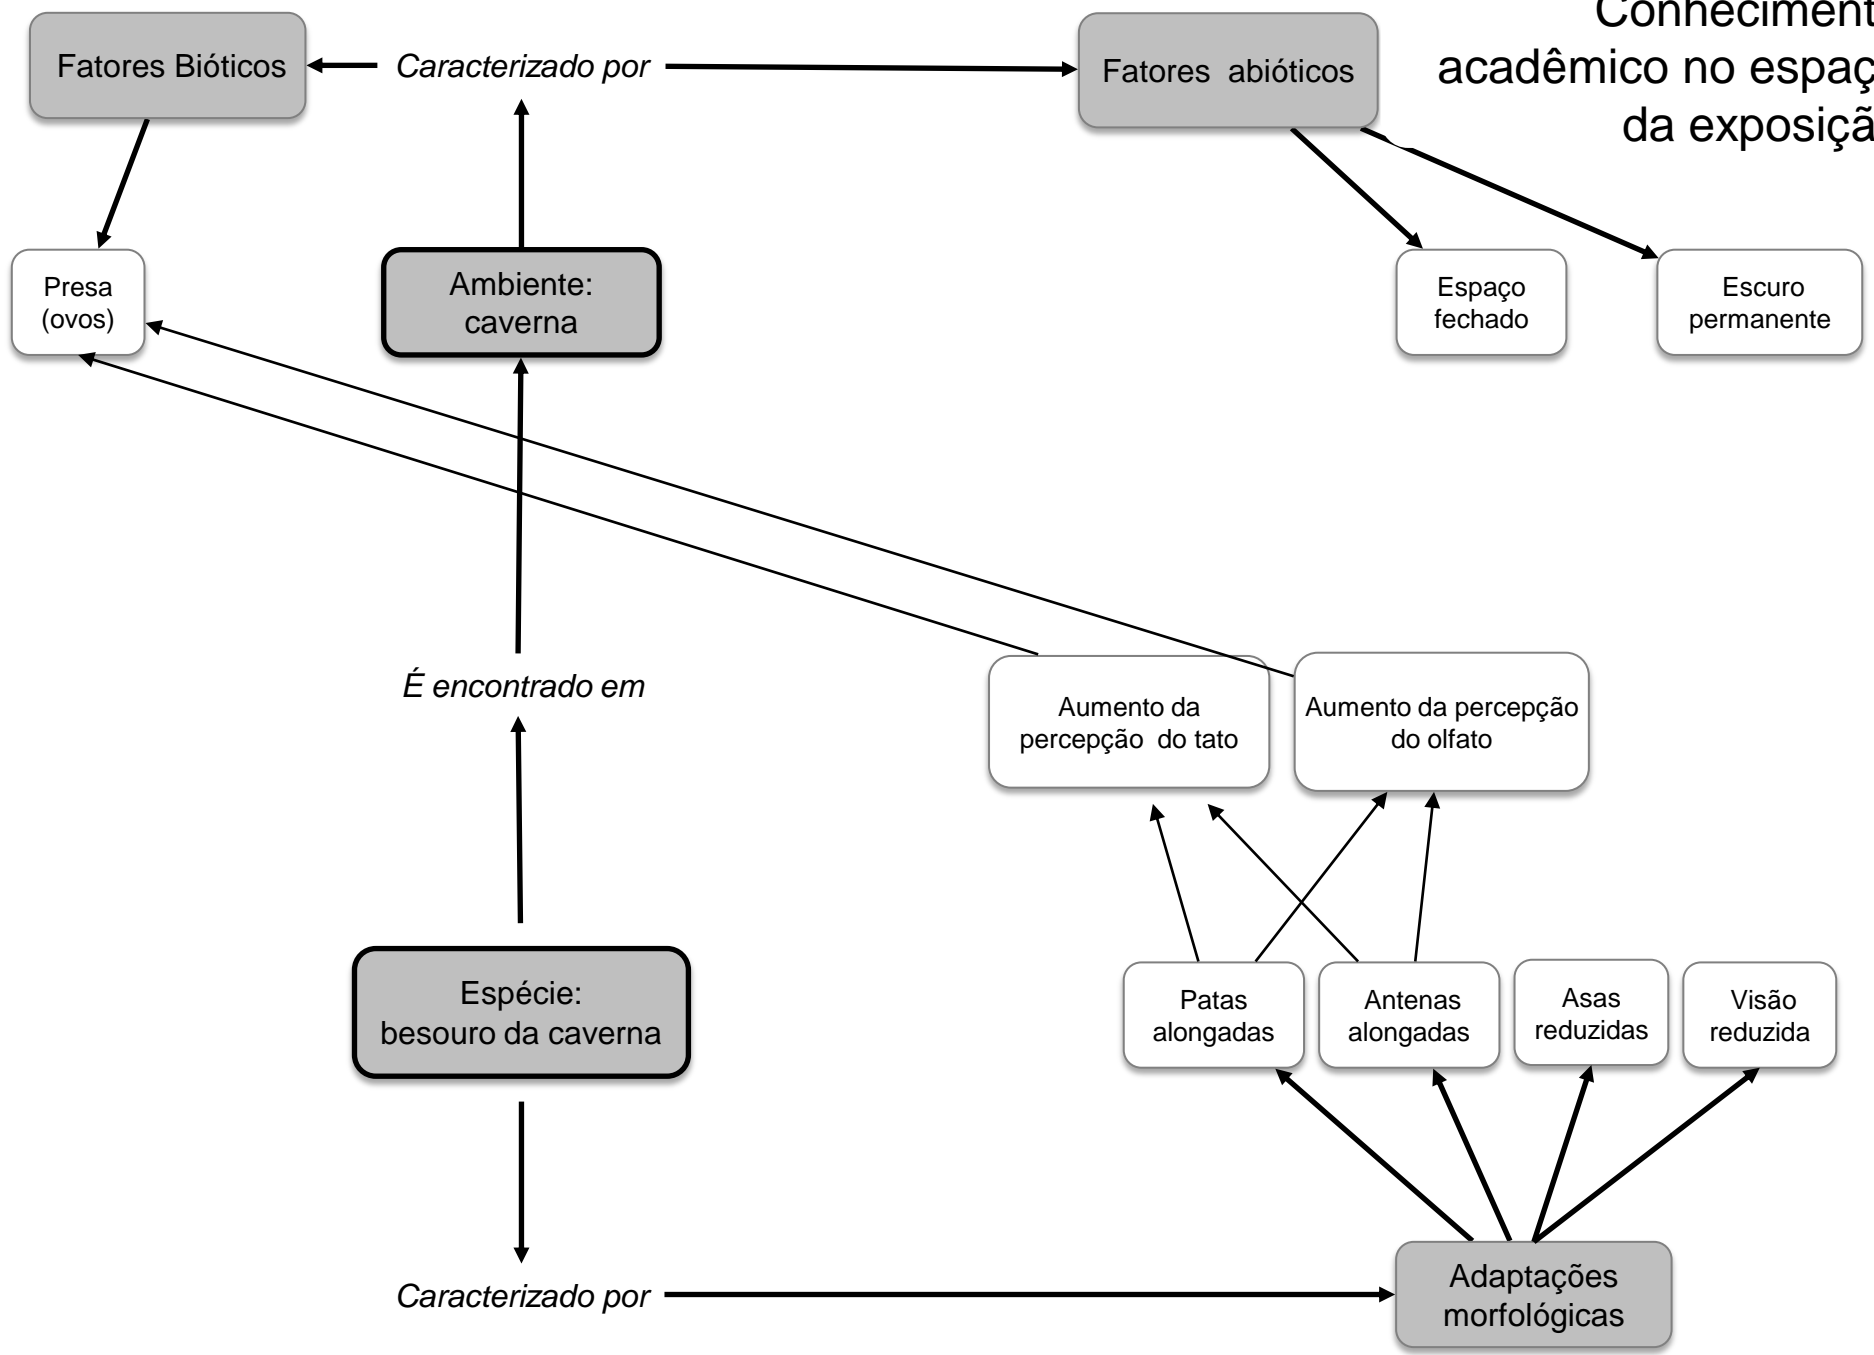 Conheciment
acadêmico no espaç
da exposiçã
Fatores Bióticos
Caracterizado por
Fatores abióticos
Presa
(ovos)
Ambiente:
caverna
Espaço
fechado
Escuro
permanente
É encontrado em
Aumento da
percepção do tato
Aumento da percepção
do olfato
Espécie:
besouro da caverna
Patas
alongadas
Antenas
alongadas
Asas
reduzidas
Visão
reduzida
Caracterizado por
Adaptações
morfológicas